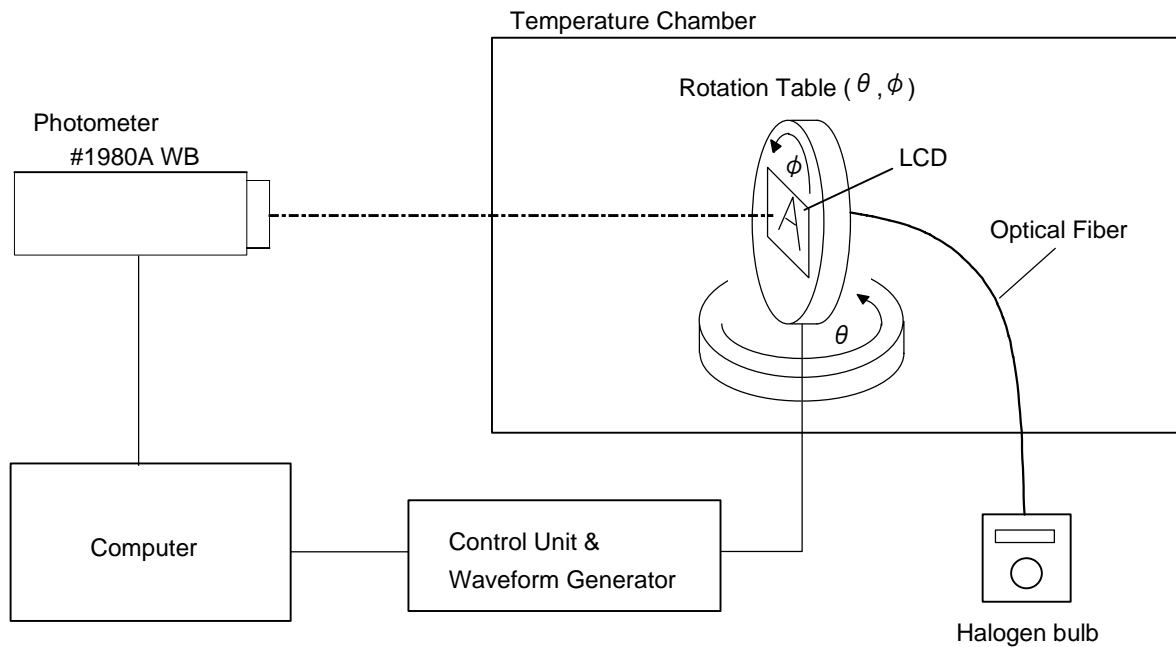 Temperature Chamber
Rotation Table ( θ , ϕ )
Photometer
#1980A WB
ϕ
LCD
A
Optical Fiber
θ
Computer
Control Unit &
Waveform Generator
Halogen bulb